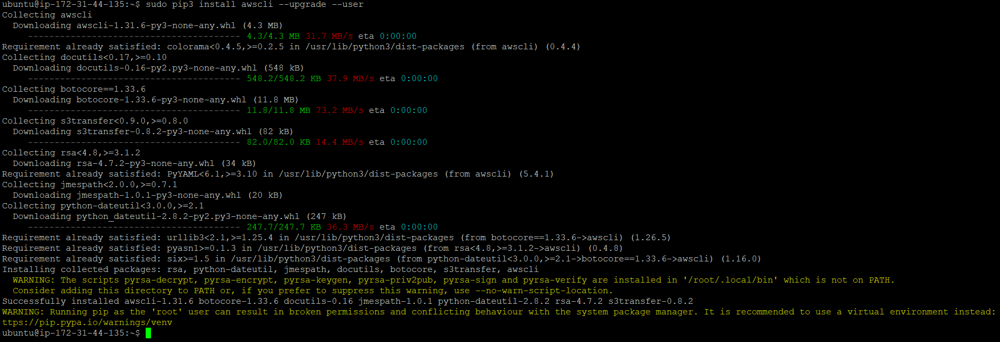 ubuntu@ip-172-31-44-135:~$ sudo pip3 install awscli --upgrade --user
Collecting awscli
  Downloading awscli-1.31.6-py3-none-any.whl (4.3 MB)
     ---------------------------------------- 4.3/4.3 MB 31.7 MB/s eta 0:00:00
Requirement already satisfied: colorama<0.4.5,>=0.2.5 in /usr/lib/python3/dist-packages (from awscli) (0.4.4)
Collecting docutils<0.17,>=0.10
  Downloading docutils-0.16-py2.py3-none-any.whl (548 kB)
     ---------------------------------------- 548.2/548.2 KB 37.9 MB/s eta 0:00:00
Collecting botocore==1.33.6
  Downloading botocore-1.33.6-py3-none-any.whl (11.8 MB)
     ---------------------------------------- 11.8/11.8 MB 73.2 MB/s eta 0:00:00
Collecting s3transfer<0.9.0,>=0.8.0
  Downloading s3transfer-0.8.2-py3-none-any.whl (82 kB)
     ---------------------------------------- 82.0/82.0 KB 14.4 MB/s eta 0:00:00
Collecting rsa<4.8,>=3.1.2
  Downloading rsa-4.7.2-py3-none-any.whl (34 kB)
Requirement already satisfied: PyYAML<6.1,>=3.10 in /usr/lib/python3/dist-packages (from awscli) (5.4.1)
Collecting jmespath<2.0.0,>=0.7.1
  Downloading jmespath-1.0.1-py3-none-any.whl (20 kB)
Collecting python-dateutil<3.0.0,>=2.1
  Downloading python_dateutil-2.8.2-py2.py3-none-any.whl (247 kB)
     ---------------------------------------- 247.7/247.7 KB 36.3 MB/s eta 0:00:00
Requirement already satisfied: urllib3<2.1,>=1.25.4 in /usr/lib/python3/dist-packages (from botocore==1.33.6->awscli) (1.26.5)
Requirement already satisfied: pyasn1>=0.1.3 in /usr/lib/python3/dist-packages (from rsa<4.8,>=3.1.2->awscli) (0.4.8)
Requirement already satisfied: six>=1.5 in /usr/lib/python3/dist-packages (from python-dateutil<3.0.0,>=2.1->botocore==1.33.6->awscli) (1.16.0)
Installing collected packages: rsa, python-dateutil, jmespath, docutils, botocore, s3transfer, awscli
  WARNING: The scripts pyrsa-decrypt, pyrsa-encrypt, pyrsa-keygen, pyrsa-priv2pub, pyrsa-sign and pyrsa-verify are installed in '/root/.local/bin' which is not on PATH.
  Consider adding this directory to PATH or, if you prefer to suppress this warning, use --no-warn-script-location.
Successfully installed awscli-1.31.6 botocore-1.33.6 docutils-0.16 jmespath-1.0.1 python-dateutil-2.8.2 rsa-4.7.2 s3transfer-0.8.2
WARNING: Running pip as the 'root' user can result in broken permissions and conflicting behaviour with the system package manager. It is recommended to use a virtual environment instead:
ttps://pip.pypa.io/warnings/venv
ubuntu@ip-172-31-44-135:~$